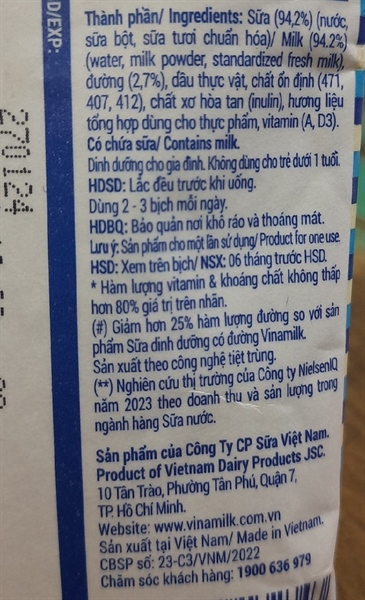 D/EXP:
220124
Thành phần/ Ingredients: Sữa (94,2%) (nước,
sữa bột, sữa tươi chuẩn hóa)/ Milk (94.2%)
(water, milk powder, standardized fresh milk),
đường (2,7%), dầu thực vật, chất ổn định (471,
407, 412), chất xơ hòa tan (inulin), hương liệu
tổng hợp dùng cho thực phẩm, vitamin (A, D3).
Có chứa sữa/ Contains milk.
Dinh dưỡng cho gia đình. Không dùng cho trẻ dưới 1 tuổi.
HDSD: Lắc đều trước khi uống.
Dùng 2 - 3 bịch mỗi ngày.
HDBQ: Bảo quản nơi khô ráo và thoáng mát.
Lưu ý: Sản phẩm cho một lần sử dụng/ Product for one use.
HSD: Xem trên bịch/ NSX: 06 tháng trước HSD.
* Hàm lượng vitamin & khoáng chất không thấp
hơn 80% giá trị trên nhãn.
(#) Giảm hơn 25% hàm lượng đường so với sản
phẩm Sữa dinh dưỡng có đường Vinamilk.
Sản xuất theo công nghệ tiệt trùng.
(**) Nghiên cứu thị trường của Công ty NielsenIQ
năm 2023 theo doanh thu và sản lượng trong
ngành hàng Sữa nước.
Sản phẩm của Công Ty CP Sữa Việt Nam.
Product of Vietnam Dairy Products JSC.
10 Tân Trào, Phường Tân Phú, Quận 7,
TP. Hồ Chí Minh.
Website: www.vinamilk.com.vn
Sản xuất tại Việt Nam/ Made in Vietnam.
CBSP số: 23-C3/VNM/2022
Chăm sóc khách hàng: 1900 636 979